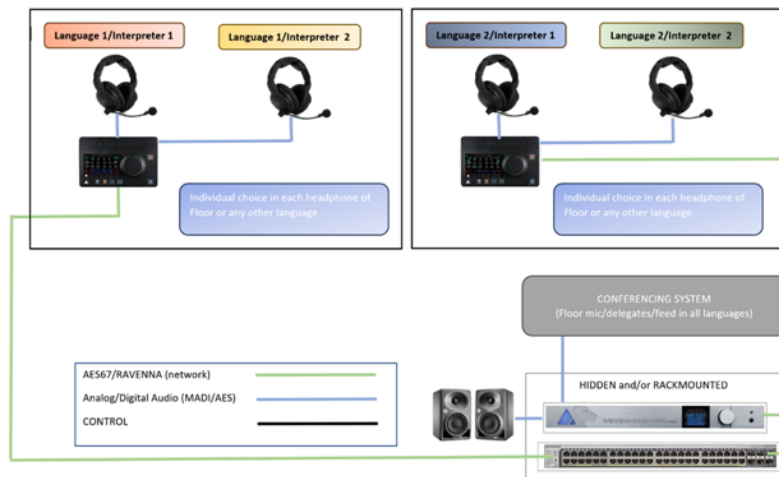 Language 1/Interpreter 1
Language 1/Interpreter 2
Language 2/Interpreter 1
Language 2/Interpreter 2
Individual choice in each headphone of
Floor or any other language
Individual choice in each headphone of
Floor or any other language
CONFERENCING SYSTEM
(Floor mic/delegates/feed in all languages)
AES67/RAVENNA (network)
Analog/Digital Audio (MADI/AES)
CONTROL
HIDDEN and/or RACKMOUNTED